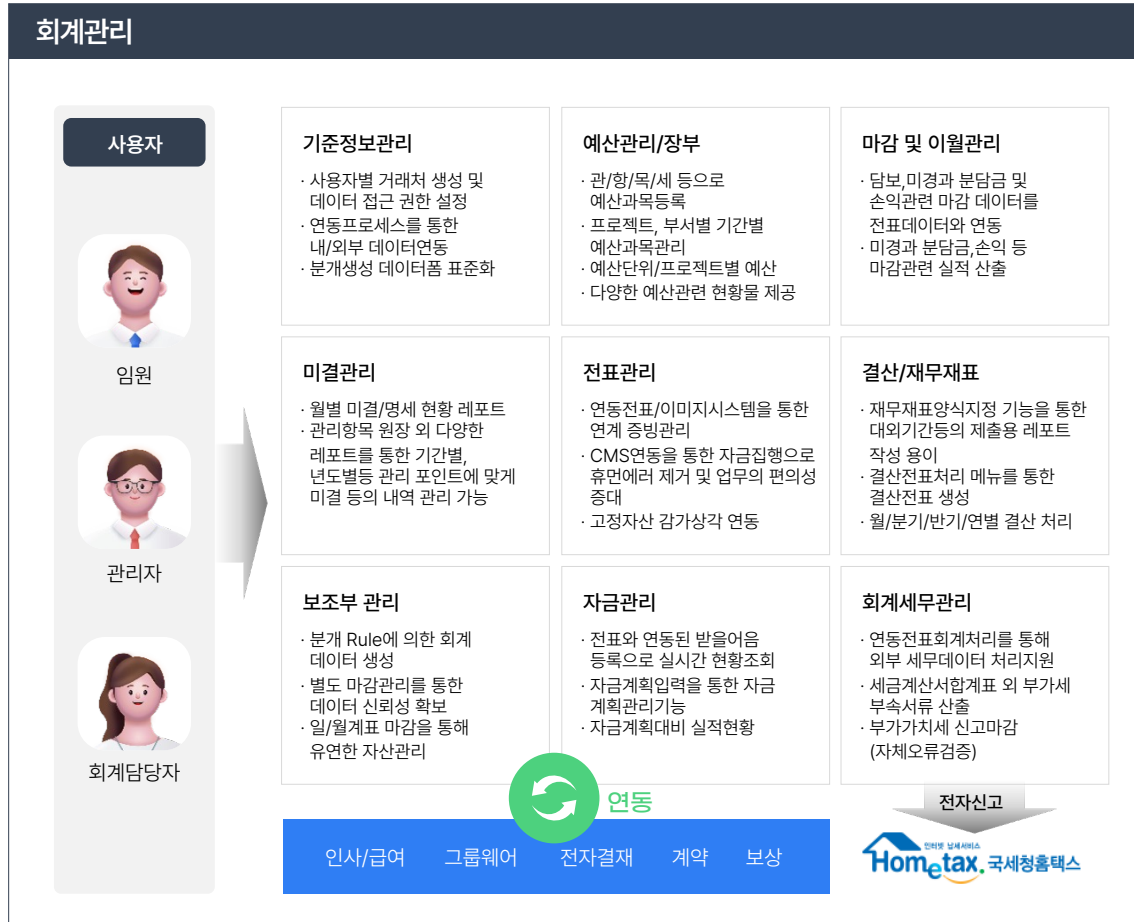 회계관리
사용자
임원
관리자
회계담당자
기준정보관리
· 사용자별 거래처 생성 및
데이터 접근 권한 설정
· 연동프로세스를 통한
내/외부 데이터연동
· 분개생성 데이터폼 표준화
예산관리/장부
· 관/항/목/세 등으로
예산과목등록
· 프로젝트, 부서별 기간별
예산과목관리
· 예산단위/프로젝트별 예산
· 다양한 예산관련 현황물 제공
마감 및 이월관리
· 담보,미경과 분담금 및
손익관련 마감 데이터를
전표데이터와 연동
· 미경과 분담금,손익 등
마감관련 실적 산출
미결관리
· 월별 미결/명세 현황 레포트
· 관리항목 원장 외 다양한
레포트를 통한 기간별,
년도별등 관리 포인트에 맞게
미결 등의 내역 관리 가능
전표관리
· 연동전표/이미지시스템을 통한
연계 증빙관리
· CMS연동을 통한 자금집행으로
휴먼에러 제거 및 업무의 편의성
증대
· 고정자산 감가상각 연동
결산/재무재표
· 재무재표양식지정 기능을 통한
대외기간등의 제출용 레포트
작성 용이
· 결산전표처리 메뉴를 통한
결산전표 생성
· 월/분기/반기/연별 결산 처리
보조부 관리
· 분개 Rule에 의한 회계
데이터 생성
· 별도 마감관리를 통한
데이터 신뢰성 확보
· 일/월계표 마감을 통해
유연한 자산관리
자금관리
· 전표와 연동된 받을어음
등록으로 실시간 현황조회
· 자금계획입력을 통한 자금
계획관리기능
· 자금계획대비 실적현황
회계세무관리
· 연동전표회계처리를 통해
외부 세무데이터 처리지원
· 세금계산서합계표 외 부가세
부속서류 산출
· 부가가치세 신고마감
(자체오류검증)
연동
인사/급여 그룹웨어 전자결재 계약 보상
전자신고
인터넷 납세서비스
Hometax. 국세청홈택스